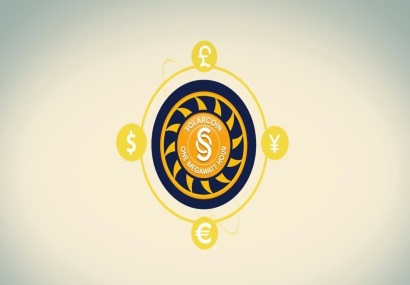 £
$
SOLARCOIN
§
ONE MEGAWATT HOUR
¥
€